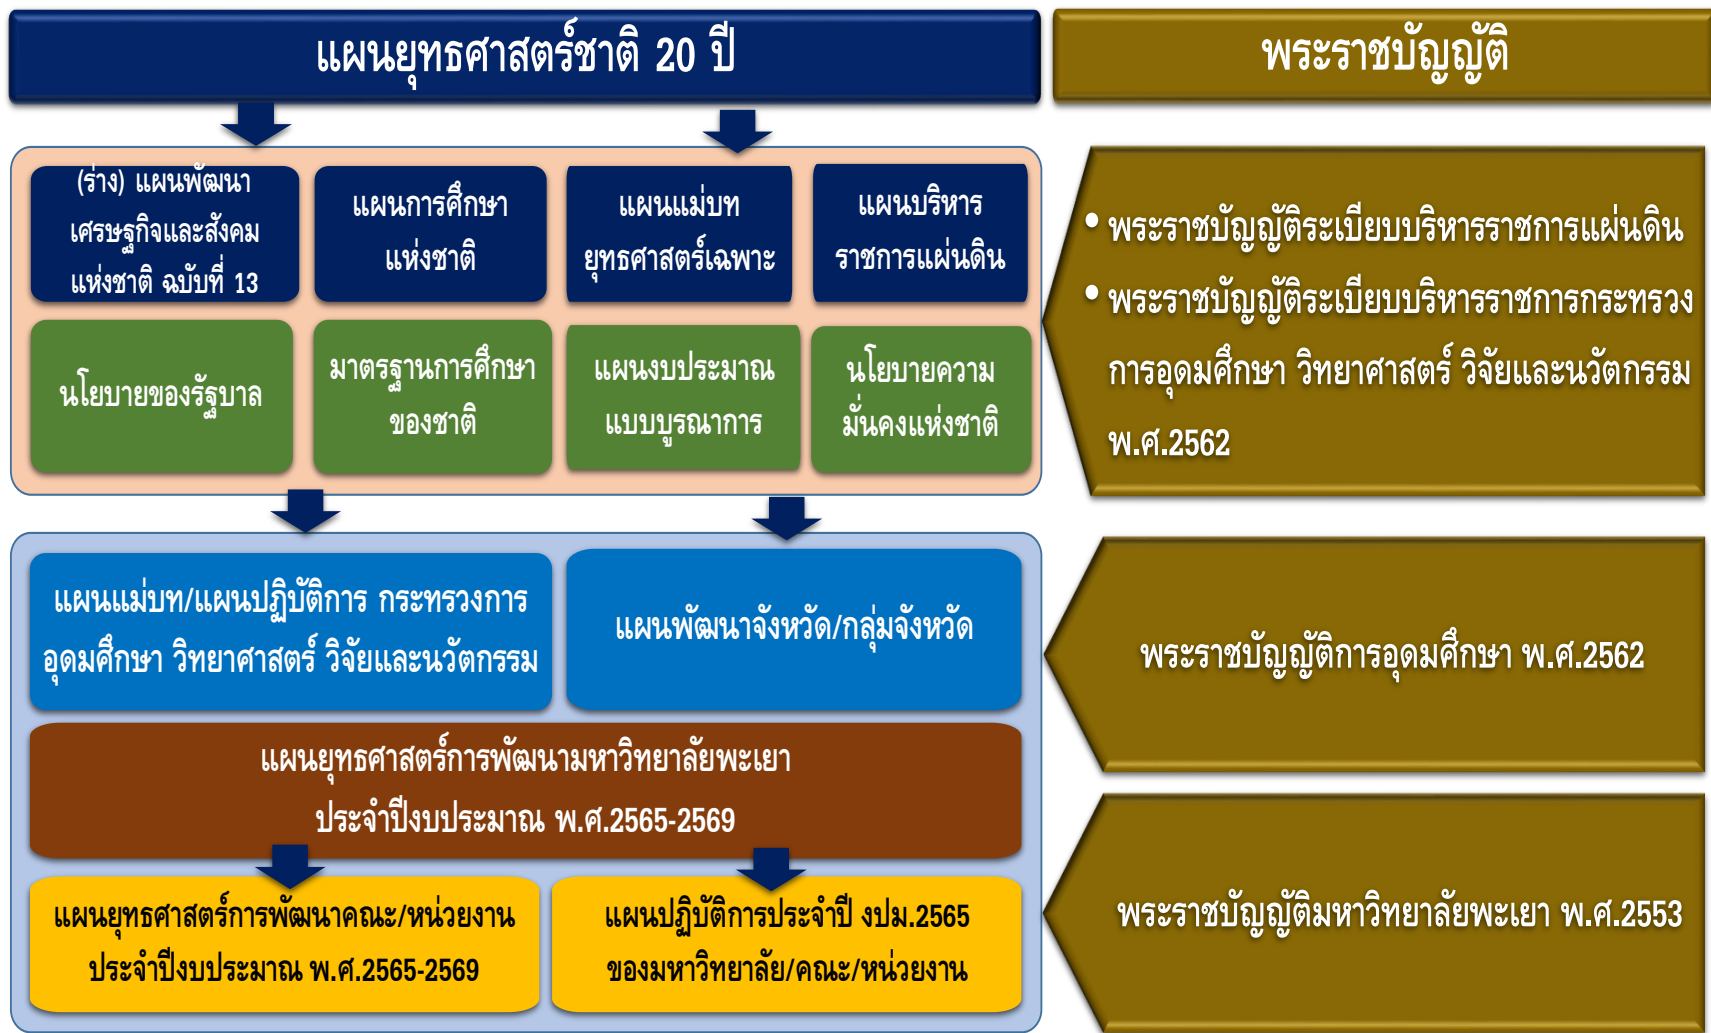 แผนยุทธศาสตร์ชาติ 20 ปี
พระราชบัญญัติ
(ร่าง) แผนพัฒนา
เศรษฐกิจและสังคม
แห่งชาติ ฉบับที่ 13
แผนการศึกษา
แห่งชาติ
แผนแม่บท
ยุทธศาสตร์เฉพาะ
แผนบริหาร
ราชการแผ่นดิน
นโยบายของรัฐบาล
มาตรฐานการศึกษา
ของชาติ
แผนงบประมาณ
แบบบูรณาการ
นโยบายความ
มั่นคงแห่งชาติ
• พระราชบัญญัติระเบียบบริหารราชการแผ่นดิน
• พระราชบัญญัติระเบียบบริหารราชการกระทรวง
การอุดมศึกษา วิทยาศาสตร์ วิจัยและนวัตกรรม
พ.ศ.2562
แผนแม่บท/แผนปฏิบัติการ กระทรวงการ
อุดมศึกษา วิทยาศาสตร์ วิจัยและนวัตกรรม
แผนพัฒนาจังหวัด/กลุ่มจังหวัด
พระราชบัญญัติการอุดมศึกษา พ.ศ.2562
แผนยุทธศาสตร์การพัฒนามหาวิทยาลัยพะเยา
ประจำปีงบประมาณ พ.ศ.2565-2569
แผนยุทธศาสตร์การพัฒนาคณะ/หน่วยงาน
ประจำปีงบประมาณ พ.ศ.2565-2569
แผนปฏิบัติการประจำปี งปม.2565
ของมหาวิทยาลัย/คณะ/หน่วยงาน
พระราชบัญญัติมหาวิทยาลัยพะเยา พ.ศ.2553